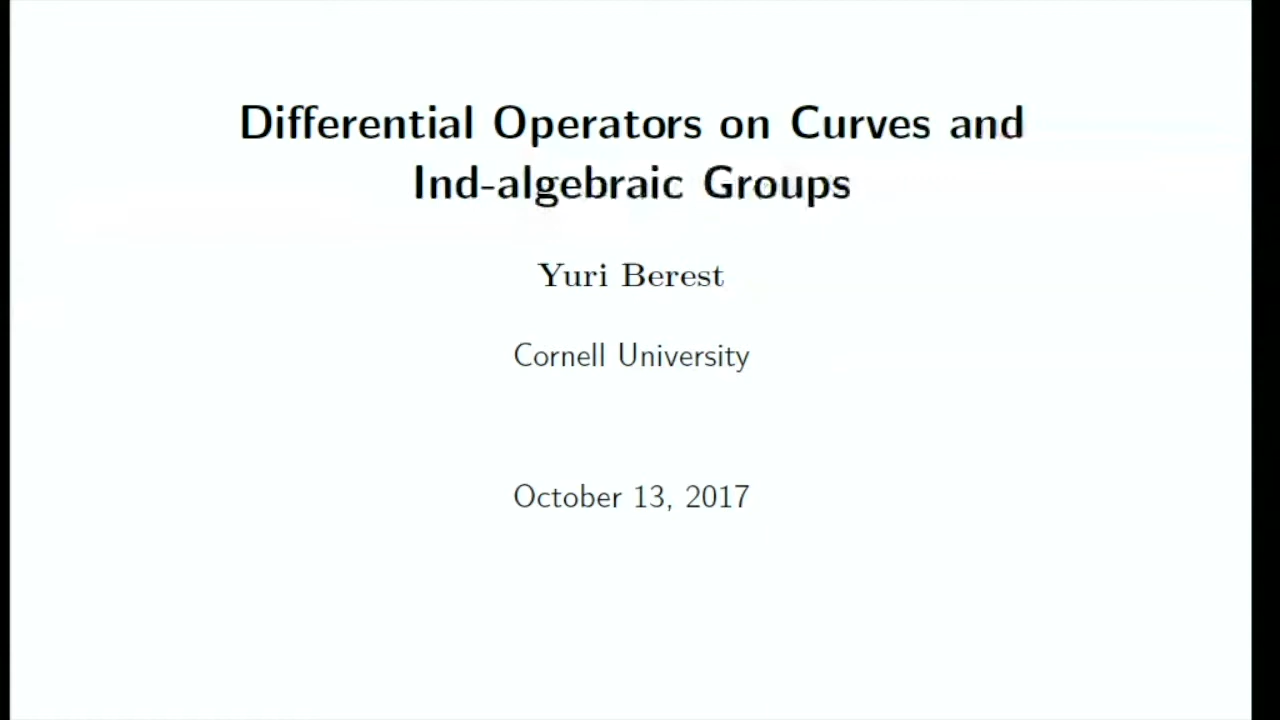 Differential Operators on Curves and
Ind-algebraic Groups
Yuri Berest
Cornell University
October 13, 2017